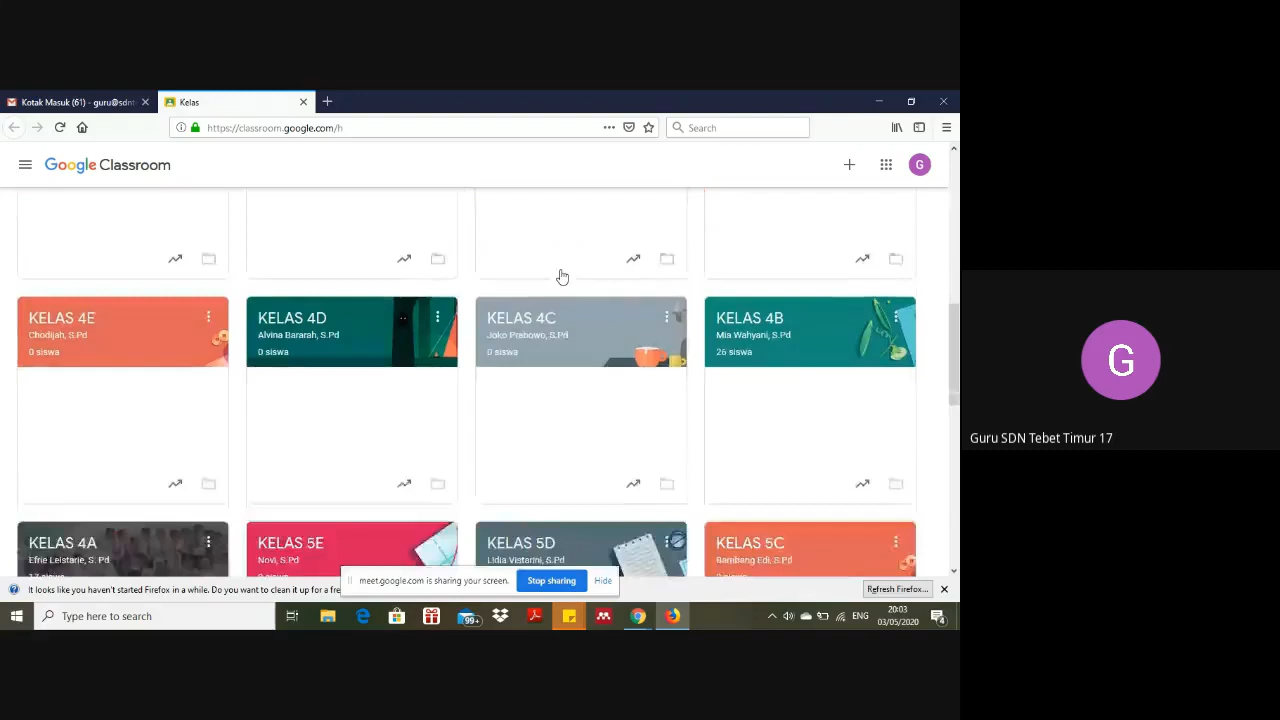 Kotak Masuk (61) - guru@sdnt
Kelas
https://classroom.google.com/h
Search
Google Classroom
G
KELAS 4E
Chodijah, S.Pd
0 siswa
KELAS 4D
Alvina Bararah, S.Pd
0 siswa
KELAS 4C
Joko Prabowo, S.Pd
0 siswa
KELAS 4B
Mia Wahyani, S.Pd
26 siswa
KELAS 4A
Efrie Leistarie, S. Pd
KELAS 5E
Novi, S.Pd
KELAS 5D
Lidia Vistarini, S.Pd
KELAS 5C
Bambang Edi, S.Pd
meet.google.com is sharing your screen.
Stop sharing
Hide
It looks like you haven't started Firefox in a while. Do you want to clean it up for a fre
Refresh Firefox...
Type here to search
99+
ENG
20:03
03/05/2020
4
G
Guru SDN Tebet Timur 17